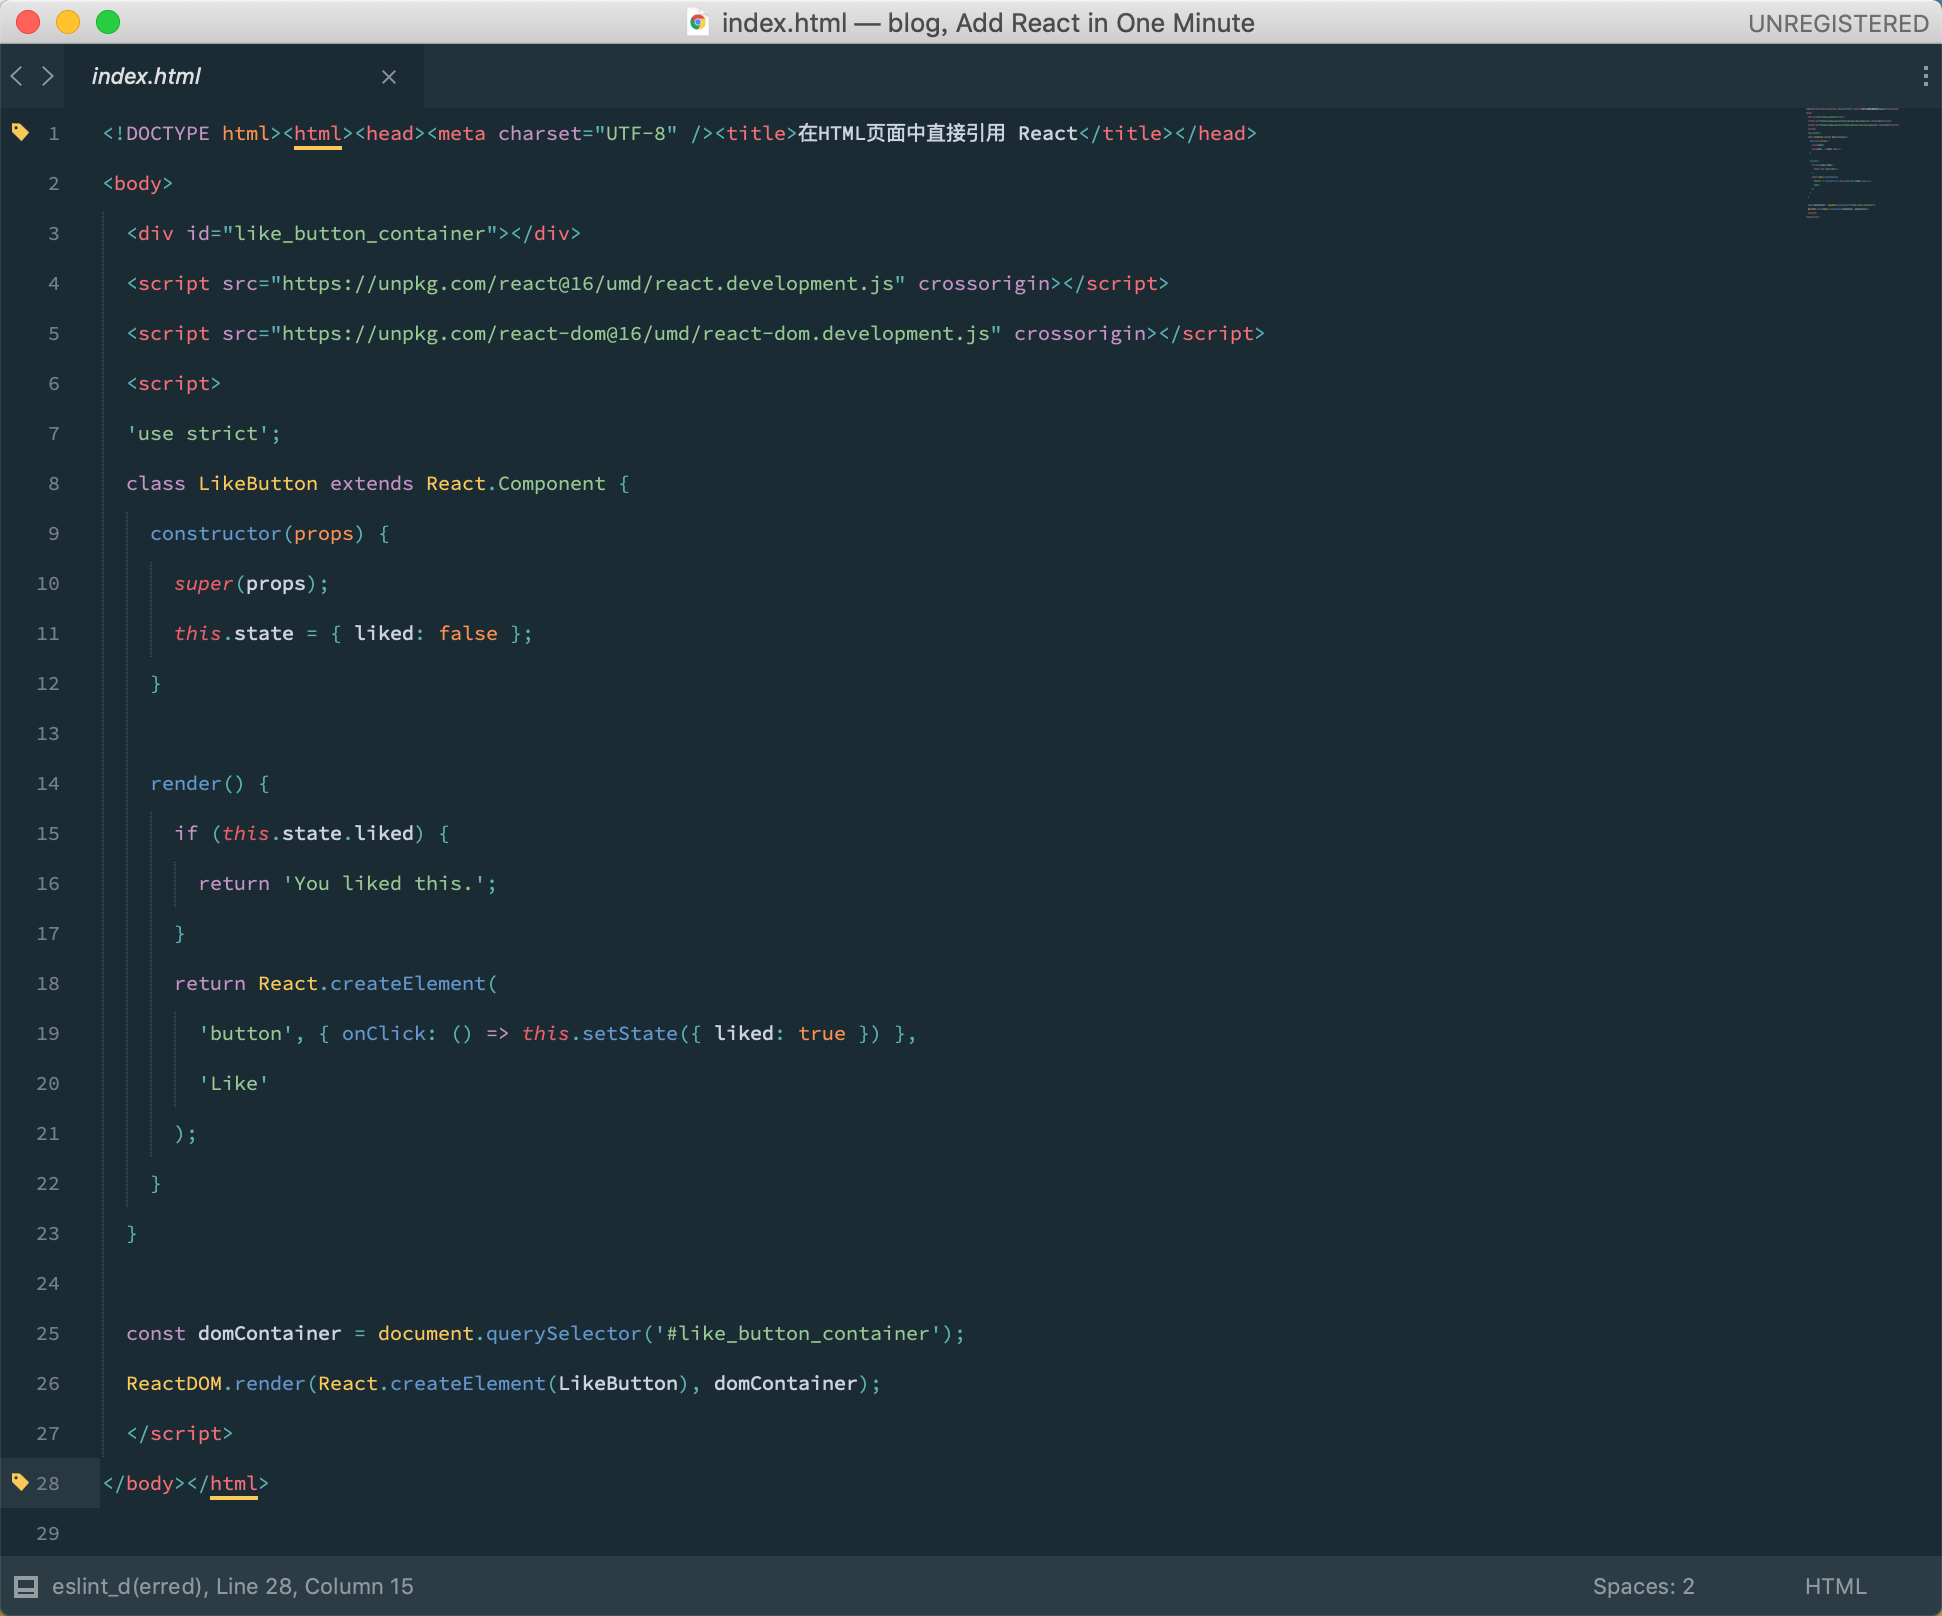 index.html — blog, Add React in One Minute
UNREGISTERED
index.html
1 <!DOCTYPE html><html><head><meta charset="UTF-8" /><title>在HTML页面中直接引用 React</title></head>
2 <body>
3   <div id="like_button_container"></div>
4   <script src="https://unpkg.com/react@16/umd/react.development.js" crossorigin></script>
5   <script src="https://unpkg.com/react-dom@16/umd/react-dom.development.js" crossorigin></script>
6   <script>
7   'use strict';
8   class LikeButton extends React.Component {
9     constructor(props) {
10       super(props);
11       this.state = { liked: false };
12     }
13
14     render() {
15       if (this.state.liked) {
16         return 'You liked this.';
17       }
18       return React.createElement(
19         'button', { onClick: () => this.setState({ liked: true }) },
20         'Like'
21       );
22     }
23   }
24
25   const domContainer = document.querySelector('#like_button_container');
26   ReactDOM.render(React.createElement(LikeButton), domContainer);
27   </script>
28 </body></html>
29
eslint_d(erred), Line 28, Column 15
Spaces: 2
HTML